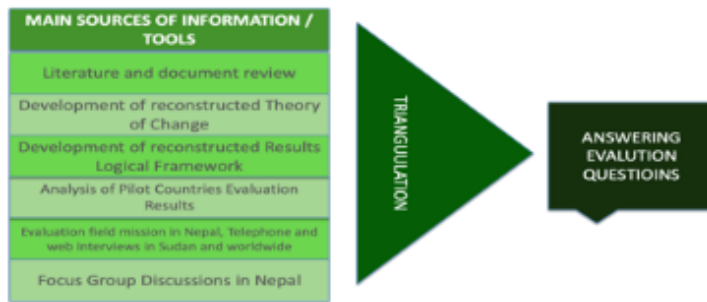 MAIN SOURCES OF INFORMATION /
TOOLS
Literature and document review
Development of reconstructed Theory
of Change
Development of reconstructed Results
Logical Framework
Analysis of Pilot Countries Evaluation
Results
Evaluation field mission in Nepal, Telephone and
web interviews in Sudan and worldwide
Focus Group Discussions in Nepal
TRIANGUULATION
ANSWERING
EVALUTION
QUESTIOINS